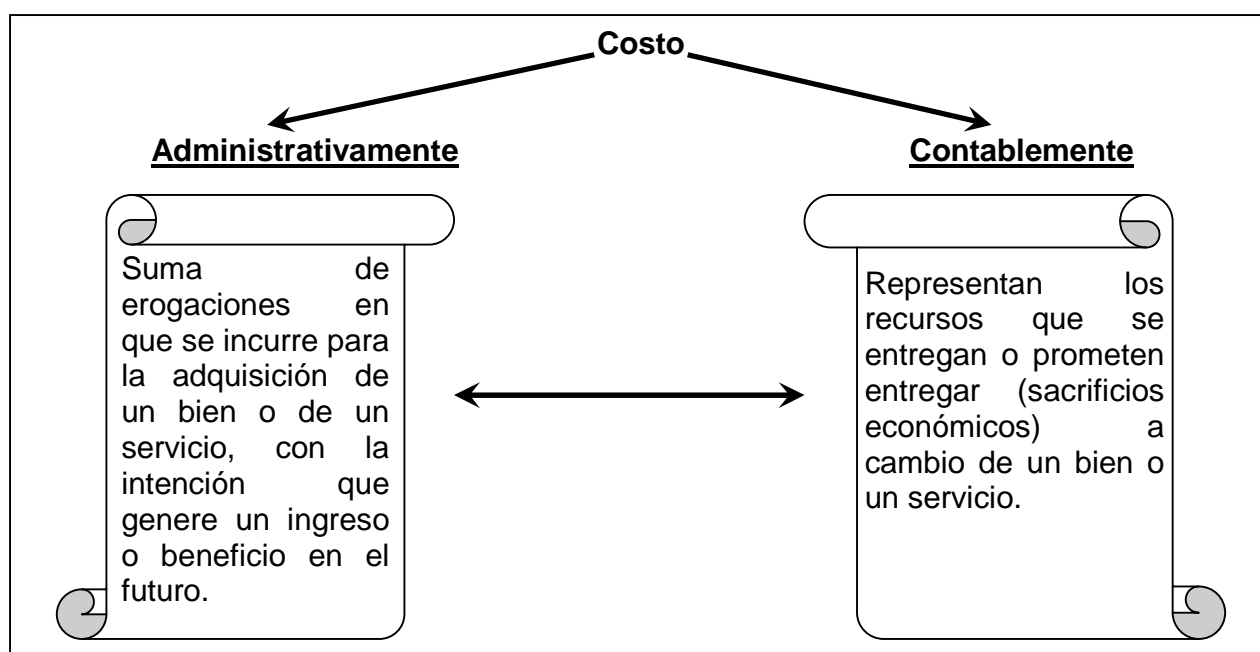 Costo
Administrativamente
Contablemente
Suma de
erogaciones en
que se incurre para
la adquisición de
un bien o de un
servicio, con la
intención que
genere un ingreso
o beneficio en el
futuro.
Representan los
recursos que se
entregan o prometen
entregar (sacrificios
económicos) a
cambio de un bien o
un servicio.